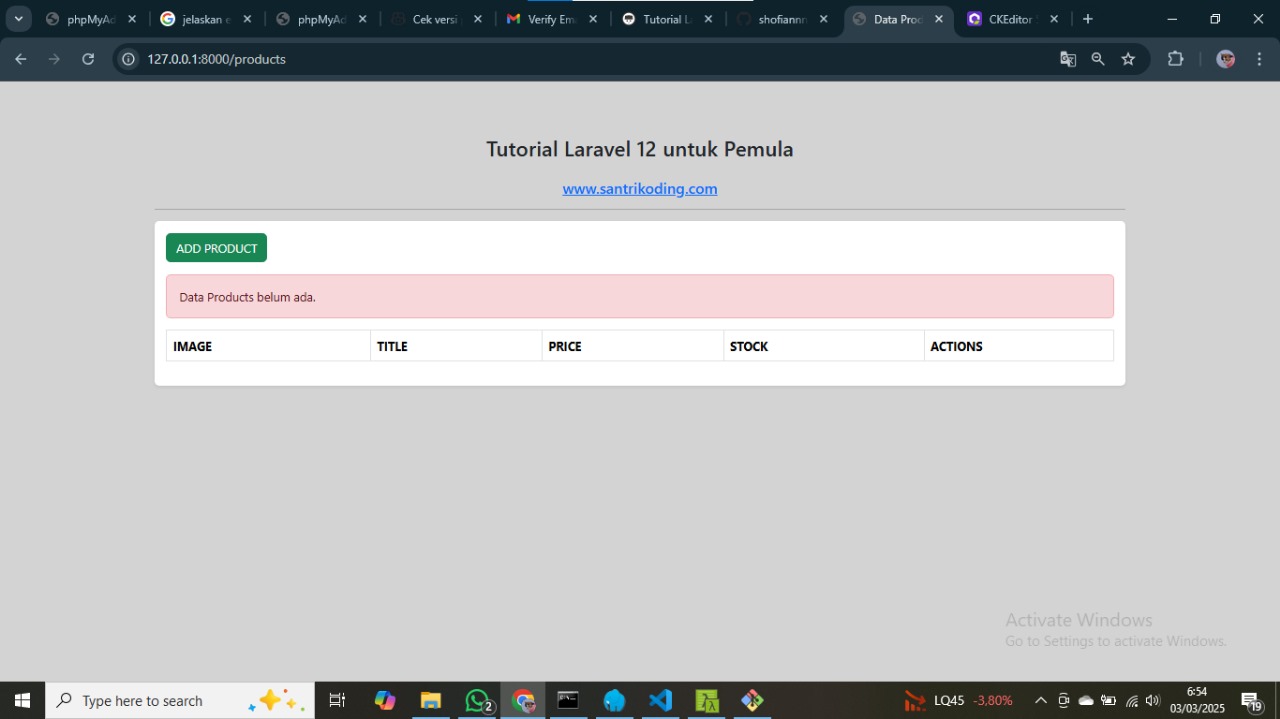 phpMyAd
jelaskan e
phpMyAd
Cek versi
Verify Em
Tutorial L
shofiannn
Data Prod
CKEditor
127.0.0.1:8000/products
Tutorial Laravel 12 untuk Pemula
www.santrikoding.com
ADD PRODUCT
Data Products belum ada.
IMAGE TITLE PRICE STOCK ACTIONS
Activate Windows
Go to Settings to activate Windows.
Type here to search
2
LQ45 -3,80%
6:54
03/03/2025
19